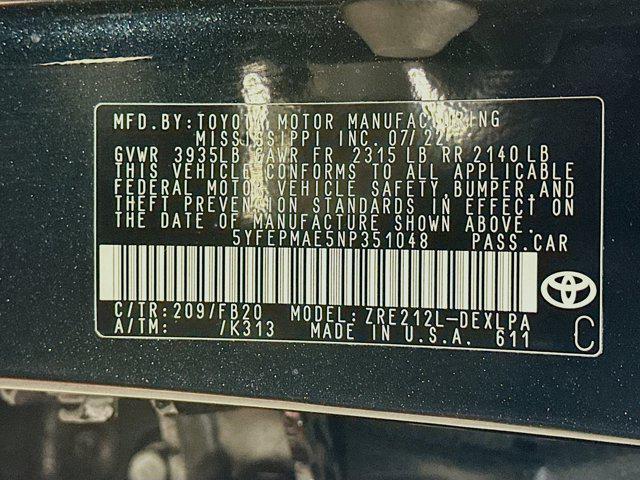 MFD. BY: TOYOTA MOTOR MANUFACTURING
MISSISSIPPI INC. 07/22
GVWR 3935LB GAWR FR 2315 LB RR 2140 LB
THIS VEHICLE CONFORMS TO ALL APPLICABLE
FEDERAL MOTOR VEHICLE SAFETY, BUMPER, AND
THEFT PREVENTION STANDARDS IN EFFECT ON
THE DATE OF MANUFACTURE SHOWN ABOVE.
5YFEPMAE5NP351048 PASS. CAR
C/TR: 209/FB20 MODEL: ZRE212L-DEXLPA
A/TM: /K313 MADE IN U.S.A. 611 C